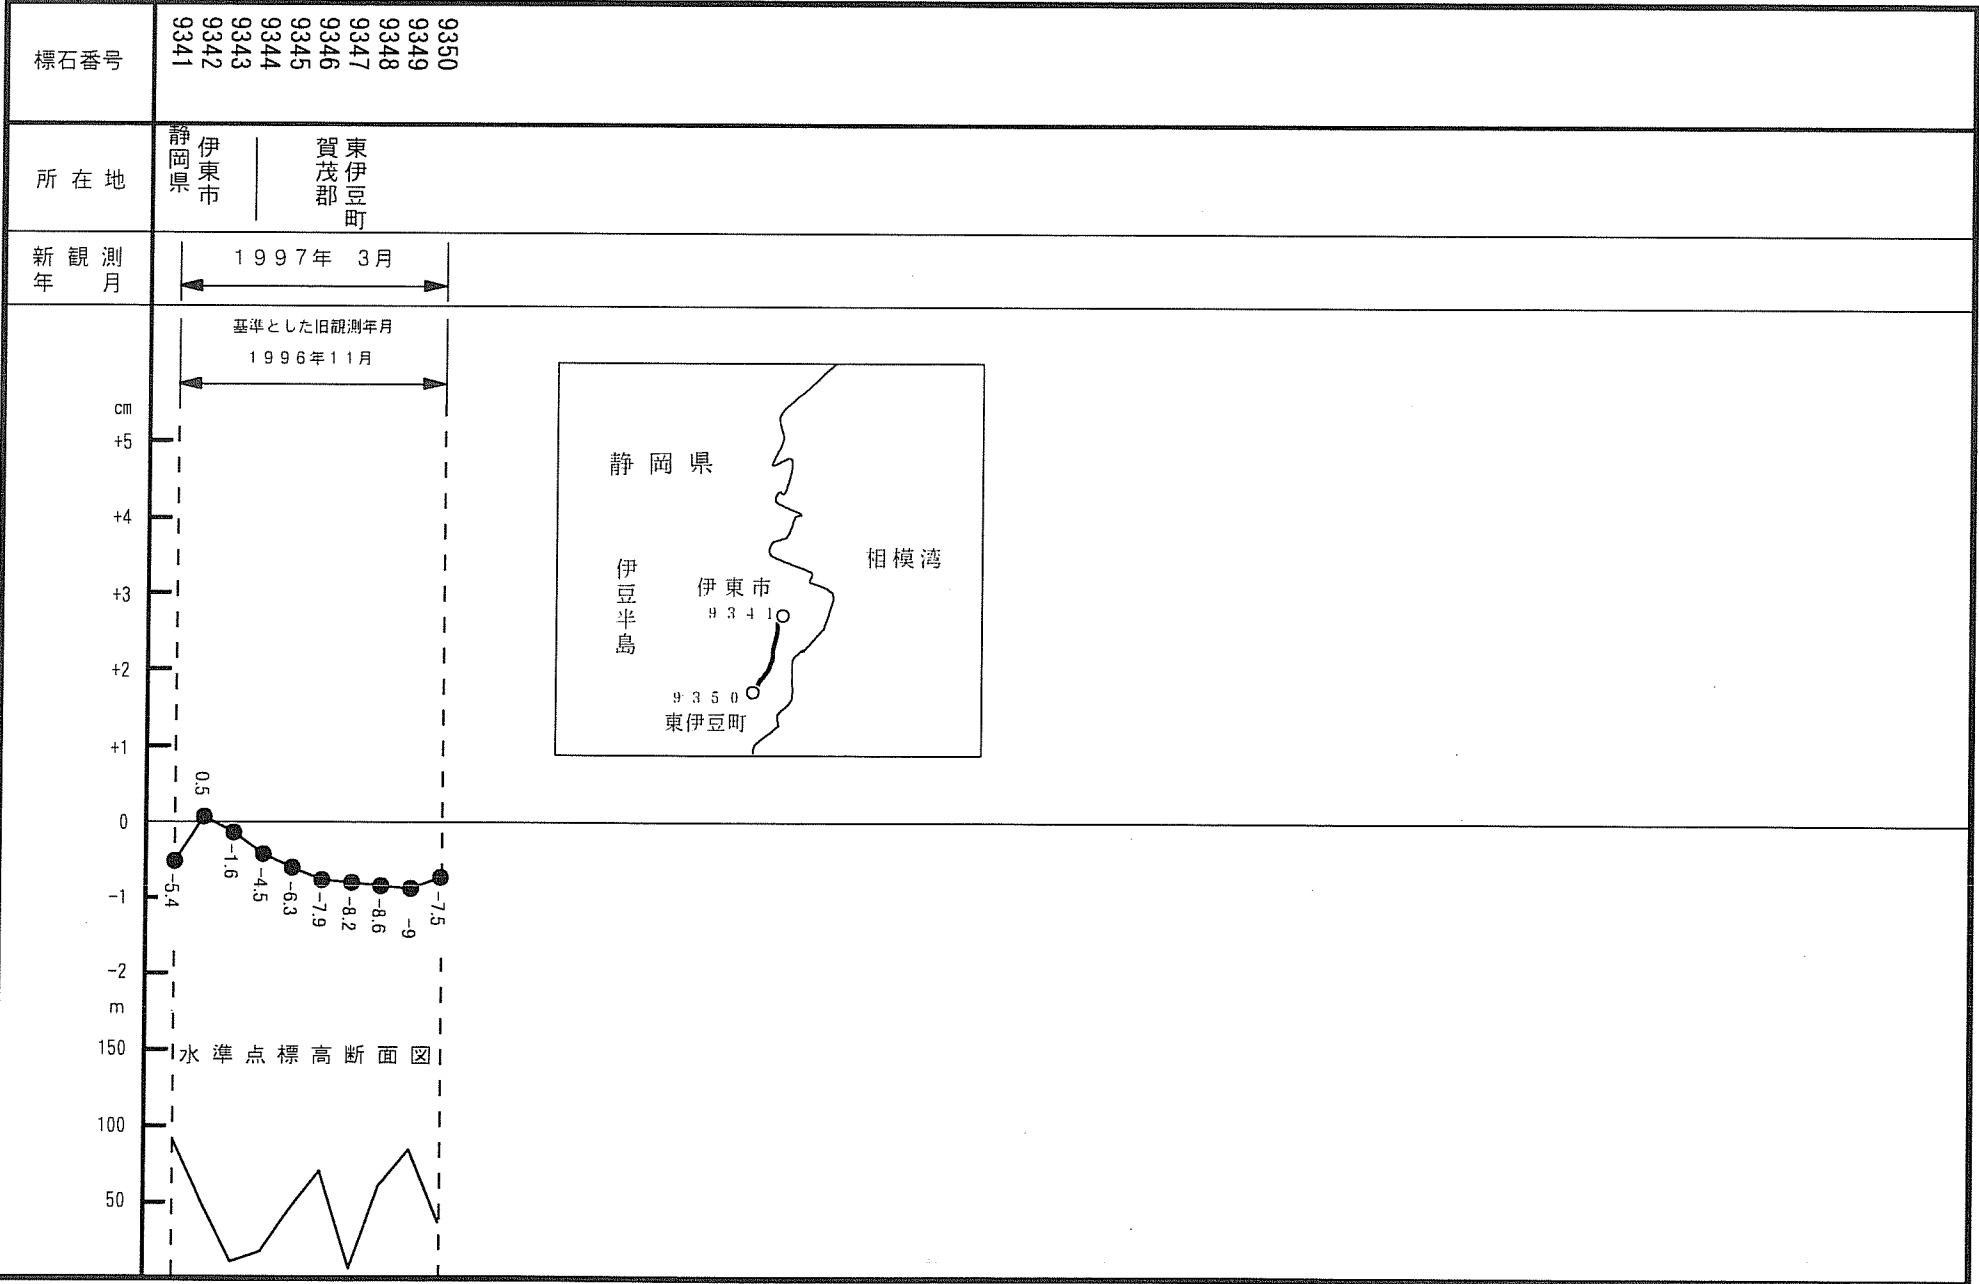 標石番号
9341
9342
9343
9344
9345
9346
9347
9348
9349
9350
所在地
静岡県
伊東市
賀茂郡
東伊豆町
新観測
年月
1997年 3月
基準とした旧観測年月
1996年11月
cm
+5
+4
+3
+2
+1
0
-1
-2
-5.4
0.5
-1.6
-4.5
-6.3
-7.9
-8.2
-8.6
-9
-7.5
静岡県
相模湾
伊豆半島
伊東市
9341
9350
東伊豆町
m
150
100
50
水準点標高断面図